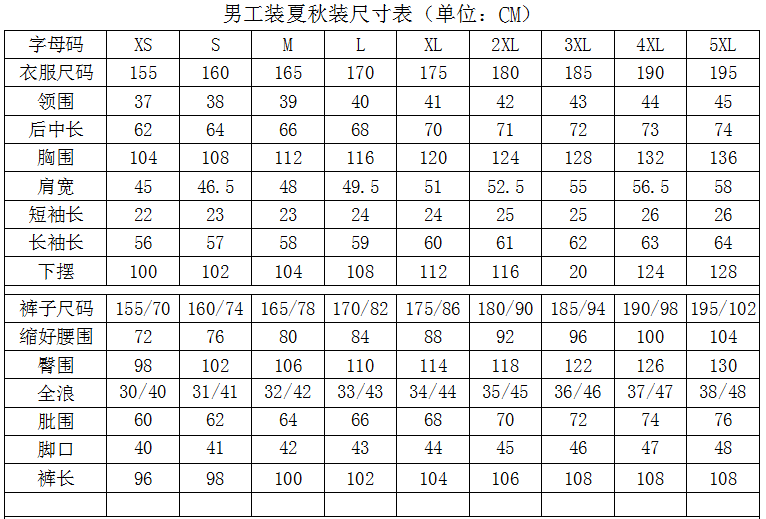 男工装夏秋装尺寸表（单位：CM）
字母码 XS S M L XL 2XL 3XL 4XL 5XL
衣服尺码 155 160 165 170 175 180 185 190 195
领围 37 38 39 40 41 42 43 44 45
后中长 62 64 66 68 70 71 72 73 74
胸围 104 108 112 116 120 124 128 132 136
肩宽 45 46.5 48 49.5 51 52.5 55 56.5 58
短袖长 22 23 23 24 24 25 25 26 26
长袖长 56 57 58 59 60 61 62 63 64
下摆 100 102 104 108 112 116 20 124 128
裤子尺码 155/70 160/74 165/78 170/82 175/86 180/90 185/94 190/98 195/102
缩好腰围 72 76 80 84 88 92 96 100 104
臀围 98 102 106 110 114 118 122 126 130
全浪 30/40 31/41 32/42 33/43 34/44 35/45 36/46 37/47 38/48
肶围 60 62 64 66 68 70 72 74 76
脚口 40 41 42 43 44 45 46 47 48
裤长 96 98 100 102 104 106 108 108 108